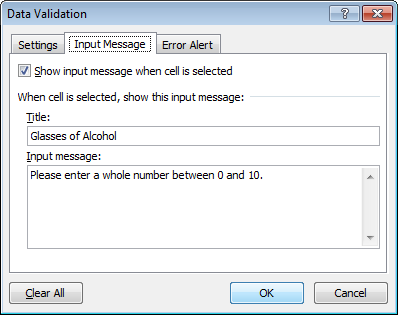 Data Validation
Settings
Input Message
Error Alert
Show input message when cell is selected
When cell is selected, show this input message:
Title:
Glasses of Alcohol
Input message:
Please enter a whole number between 0 and 10.
Clear All
OK
Cancel